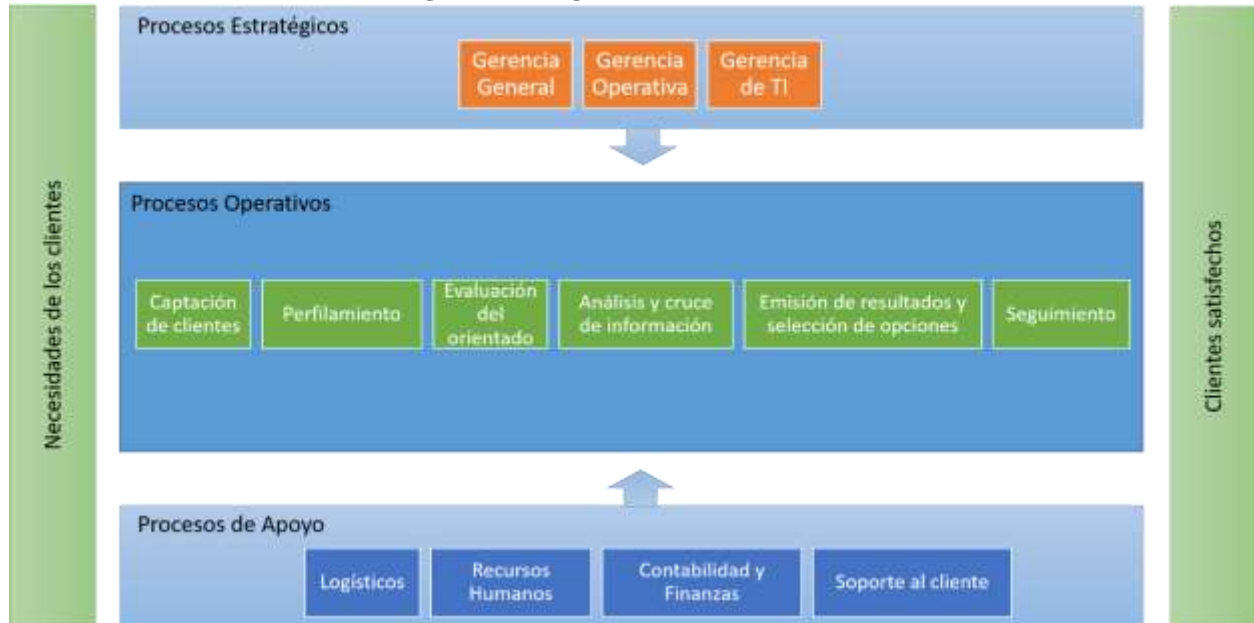 Procesos Estratégicos
Gerencia
General
Gerencia
Operativa
Gerencia
de TI
Necesidades de los clientes
Procesos Operativos
Captación
de clientes
Perfilamiento
Evaluación
del
orientado
Análisis y cruce
de información
Emisión de resultados y
selección de opciones
Seguimiento
Clientes satisfechos
Procesos de Apoyo
Logísticos
Recursos
Humanos
Contabilidad y
Finanzas
Soporte al cliente